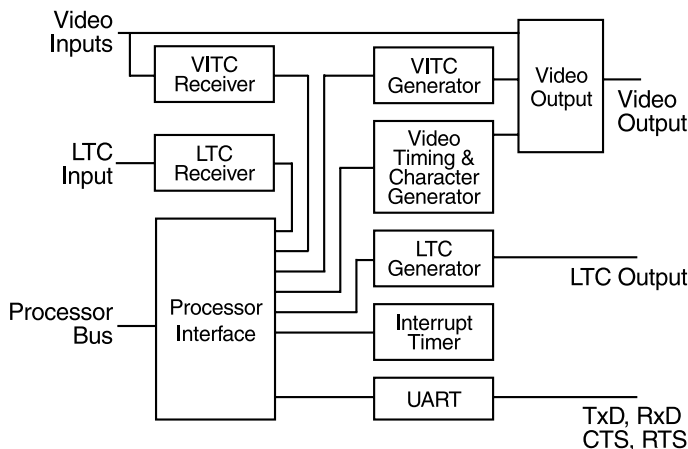 Video
Inputs
VITC
Receiver
VITC
Generator
Video
Output
Video
Output
LTC
Input
LTC
Receiver
Video
Timing &
Character
Generator
LTC
Generator
LTC Output
Processor
Bus
Processor
Interface
Interrupt
Timer
UART
TxD, RxD
CTS, RTS